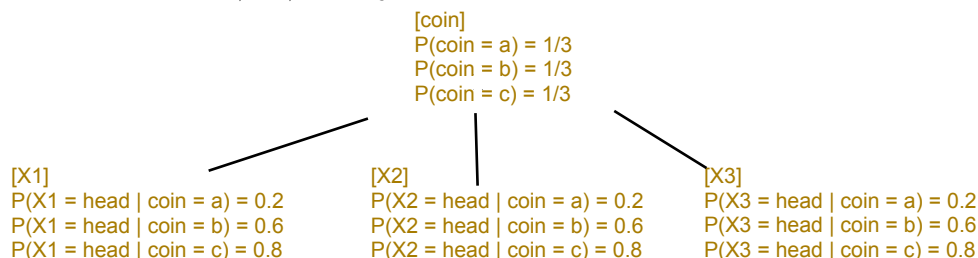 [coin]
P(coin = a) = 1/3
P(coin = b) = 1/3
P(coin = c) = 1/3
[X1]
P(X1 = head | coin = a) = 0.2
P(X1 = head | coin = b) = 0.6
P(X1 = head | coin = c) = 0.8
[X2]
P(X2 = head | coin = a) = 0.2
P(X2 = head | coin = b) = 0.6
P(X2 = head | coin = c) = 0.8
[X3]
P(X3 = head | coin = a) = 0.2
P(X3 = head | coin = b) = 0.6
P(X3 = head | coin = c) = 0.8